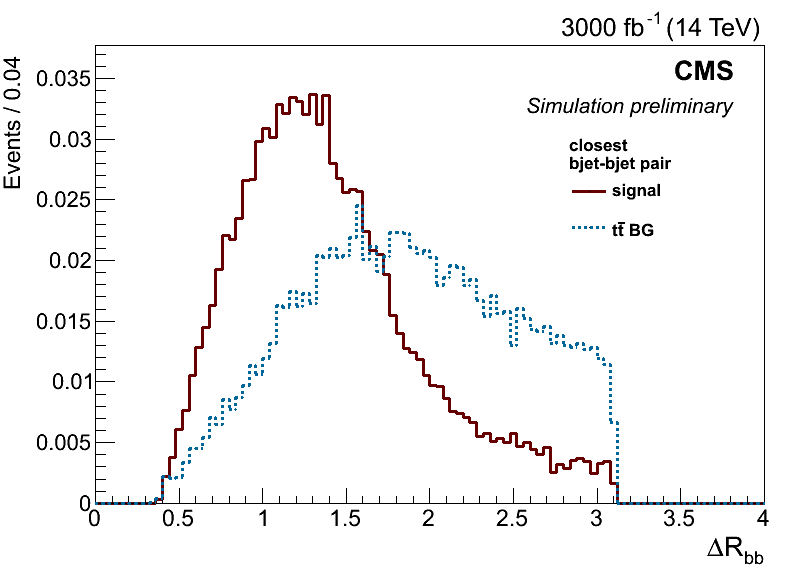 3000 fb⁻¹ (14 TeV)
CMS
Simulation preliminary
closest
bjet-bjet pair
signal
tt̄ BG
Events / 0.04
0.035
0.03
0.025
0.02
0.015
0.01
0.005
0
0 0.5 1 1.5 2 2.5 3 3.5 4
ΔR_bb